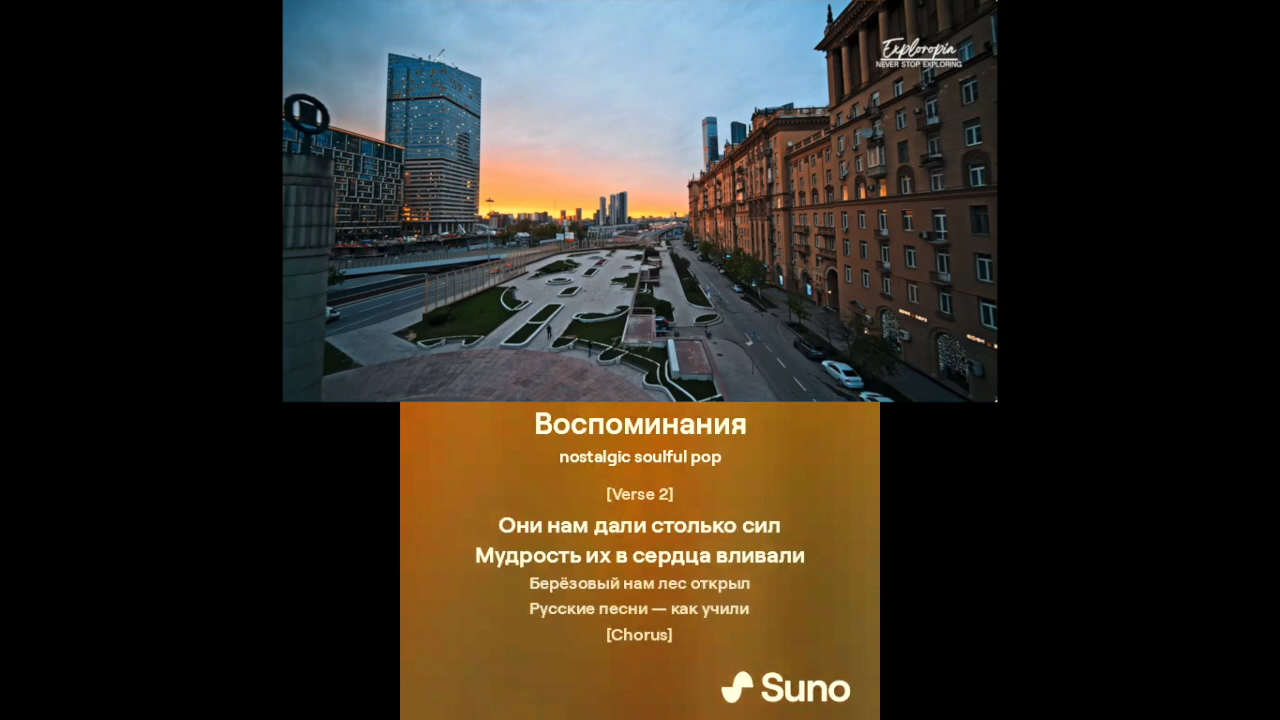 Exploropia
NEVER STOP EXPLORING
Воспоминания
nostalgic soulful pop
[Verse 2]
Они нам дали столько сил
Мудрость их в сердца вливали
Берёзовый нам лес открыл
Русские песни — как учили
[Chorus]
Suno